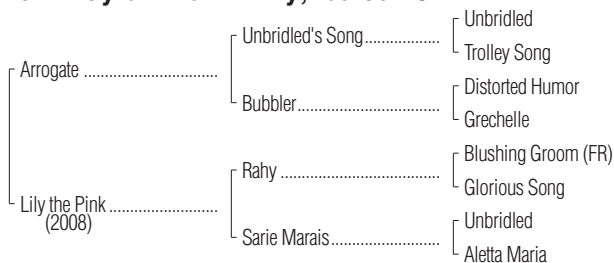 Unbridled
Unbridled's Song
Trolley Song
Arrogate
Distorted Humor
Bubbler
Grechelle
Blushing Groom (FR)
Rahy
Glorious Song
Lily the Pink
(2008)
Unbridled
Sarie Marais
Aletta Maria